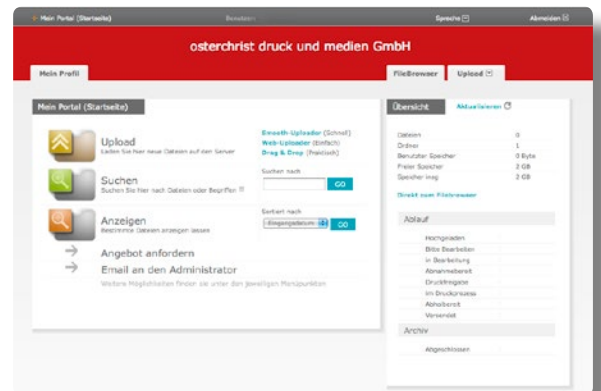 Mein Portal (Startseite)
Benutzer:
Sprache
Abmelden
osterchrist druck und medien GmbH
Mein Profil
FileBrowser
Upload
Mein Portal (Startseite)
Upload
Laden Sie hier neue Dateien auf den Server
Smooth-Uploader (Schnell)
Web-Uploader (Einfach)
Drag & Drop (Praktisch)
Suchen
Suchen Sie hier nach Dateien oder Begriffen
Suchen nach
GO
Anzeigen
Bestimmte Dateien anzeigen lassen
Sortiert nach
Eingangsdatum
GO
Angebot anfordern
Email an den Administrator
Weitere Möglichkeiten finden sie unter den jeweiligen Menüpunkten
Übersicht
Aktualisieren
Dateien 0
Ordner 1
Benutzter Speicher 0 Byte
Freier Speicher 2 GB
Speicher insg 2 GB
Direkt zum Filebrowser
Ablauf
Hochgeladen
Bitte Bearbeiten
in Bearbeitung
Abnahmebereit
Druckfreigabe
im Druckprozess
Abholbereit
Versendet
Archiv
Abgeschlossen